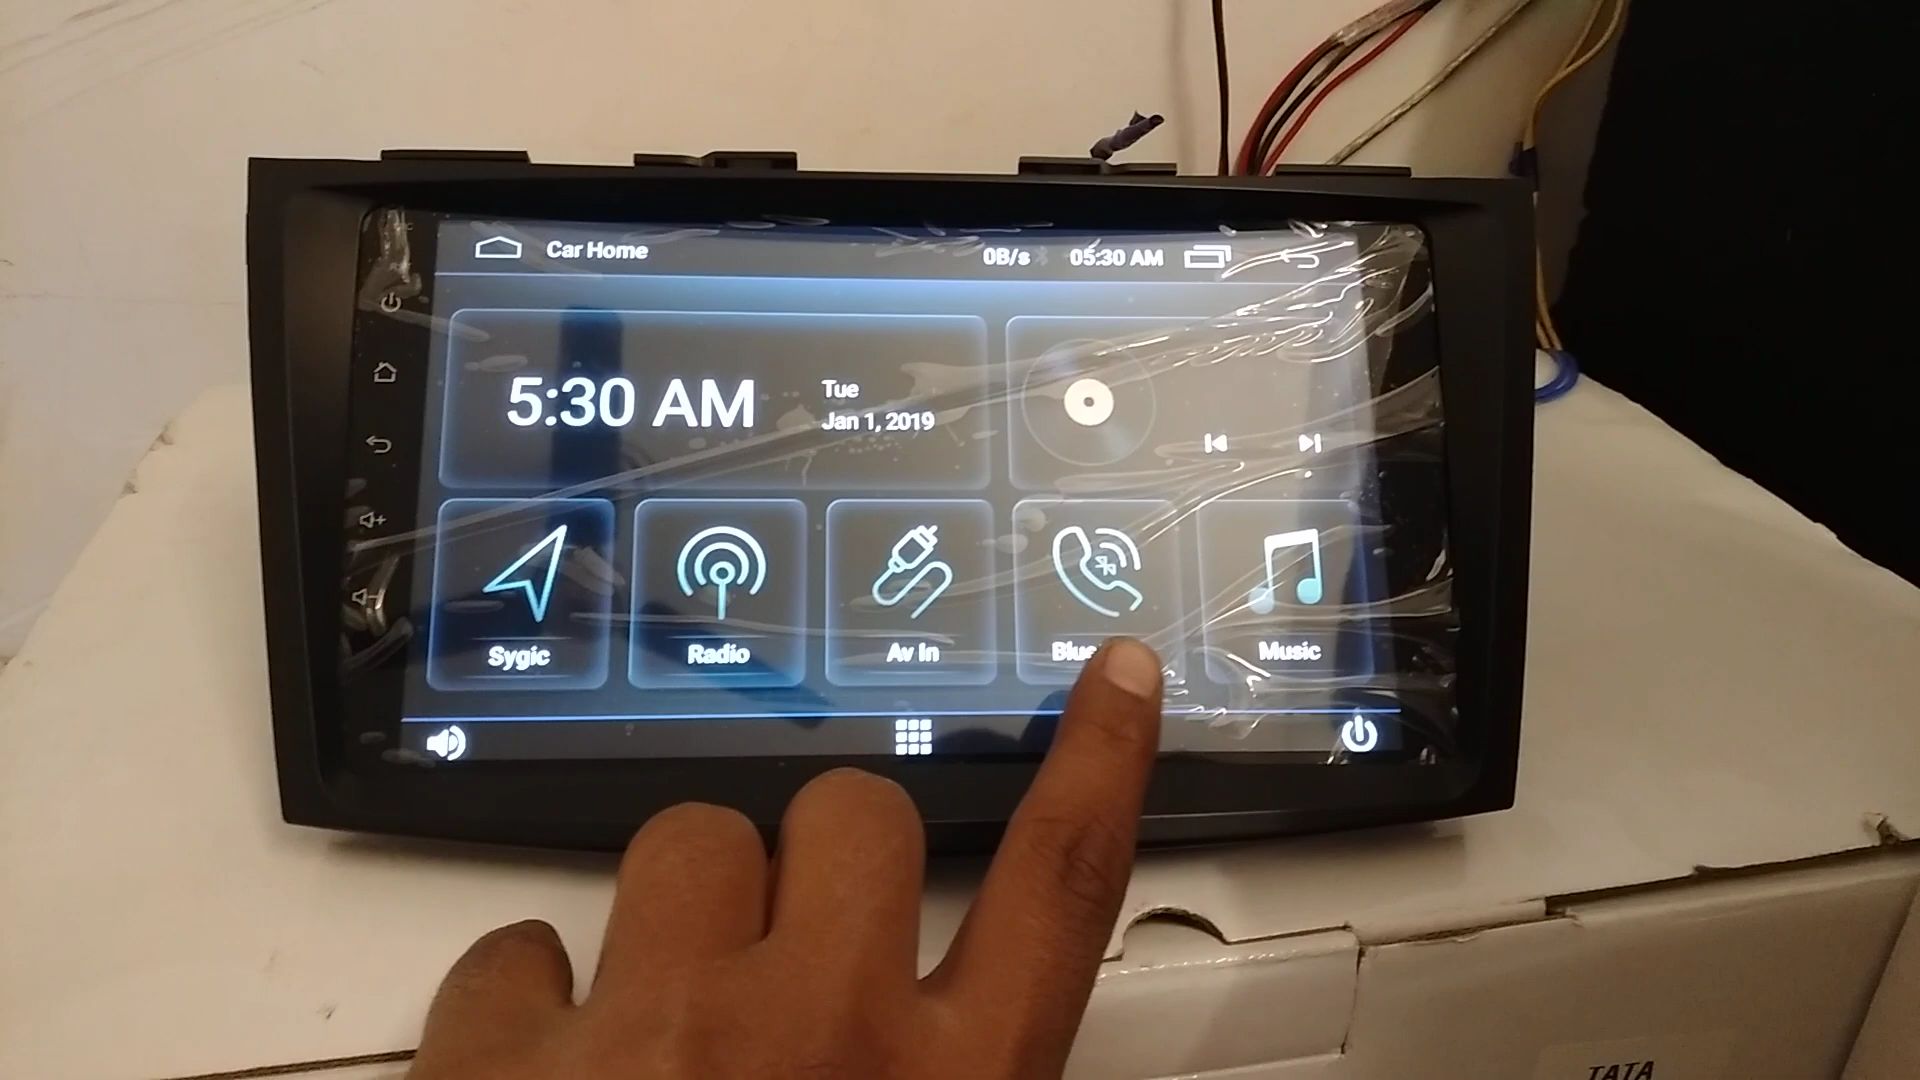 Car Home
0B/s 05:30 AM
5:30 AM
Tue
Jan 1, 2019
Sygic
Radio
Av In
Blue
Music
TATA